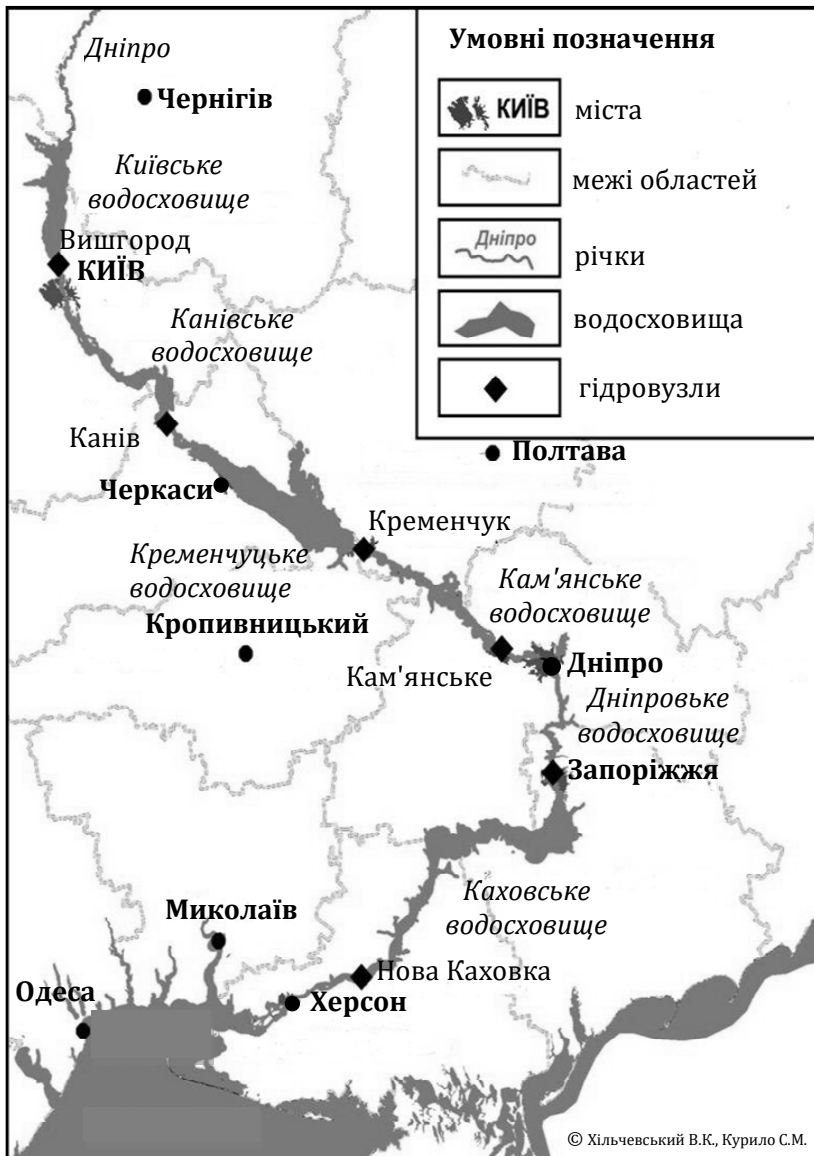 Дніпро
Чернігів
Київське
водосховище
Вишгород
КИЇВ
Канівське
водосховище
Канів
Черкаси
Кременчуцьке
водосховище
Кропивницький
Умовні позначення
КИЇВ
міста
межі областей
Дніпро
річки
водосховища
гідровузли
Полтава
Кременчук
Кам'янське
водосховище
Кам'янське
Дніпро
Дніпровьке
водосховище
Запоріжжя
Каховське
водосховище
Миколаїв
Нова Каховка
Одеса
Херсон
© Хільчевський В.К., Курило С.М.